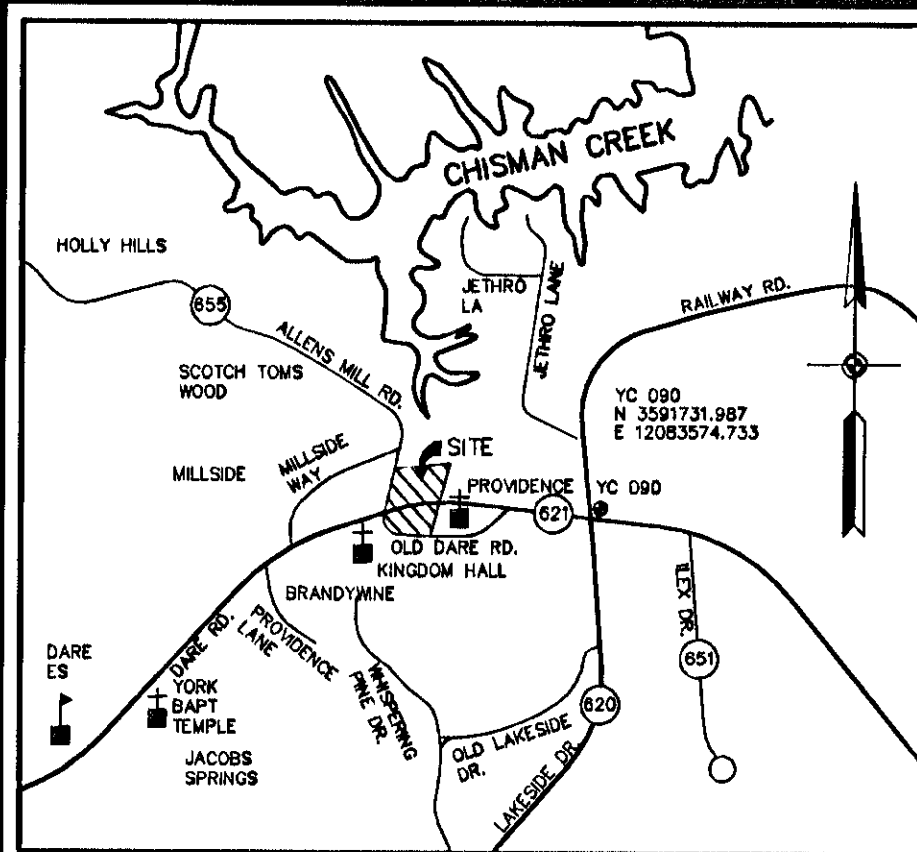 CHISMAN CREEK
HOLLY HILLS
JETHRO
LA
JETHRO LANE
RAILWAY RD.
655
ALLENS MILL RD.
SCOTCH TOMS
WOOD
YC 090
N 3591731.987
E 12083574.733
SITE
MILLSIDE
MILLSIDE
WAY
PROVIDENCE
YC 090
621
OLD DARE RD.
KINGDOM HALL
BRANDYWINE
ILEX DR.
PROVIDENCE
LANE
DARE RD.
DARE
ES
651
YORK
BAPT
TEMPLE
WHISPERING
PINE DR.
620
OLD LAKESIDE
DR.
JACOBS
SPRINGS
LAKESIDE DR.